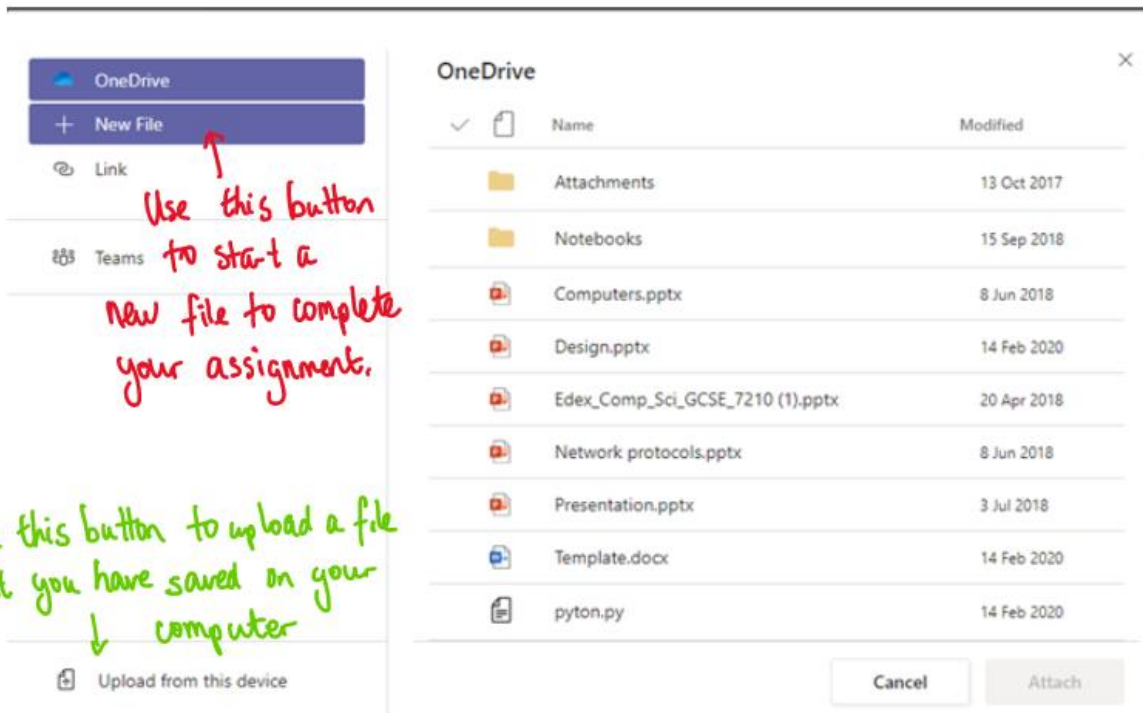 OneDrive
New File
Link
Use this button
Teams to start a
new file to complete
your assignment.
this button to upload a file
you have saved on your
computer
Upload from this device
OneDrive
Name Modified
Attachments 13 Oct 2017
Notebooks 15 Sep 2018
Computers.pptx 8 Jun 2018
Design.pptx 14 Feb 2020
Edex_Comp_Sci_GCSE_7210 (1).pptx 20 Apr 2018
Network protocols.pptx 8 Jun 2018
Presentation.pptx 3 Jul 2018
Template.docx 14 Feb 2020
pyton.py 14 Feb 2020
Cancel Attach